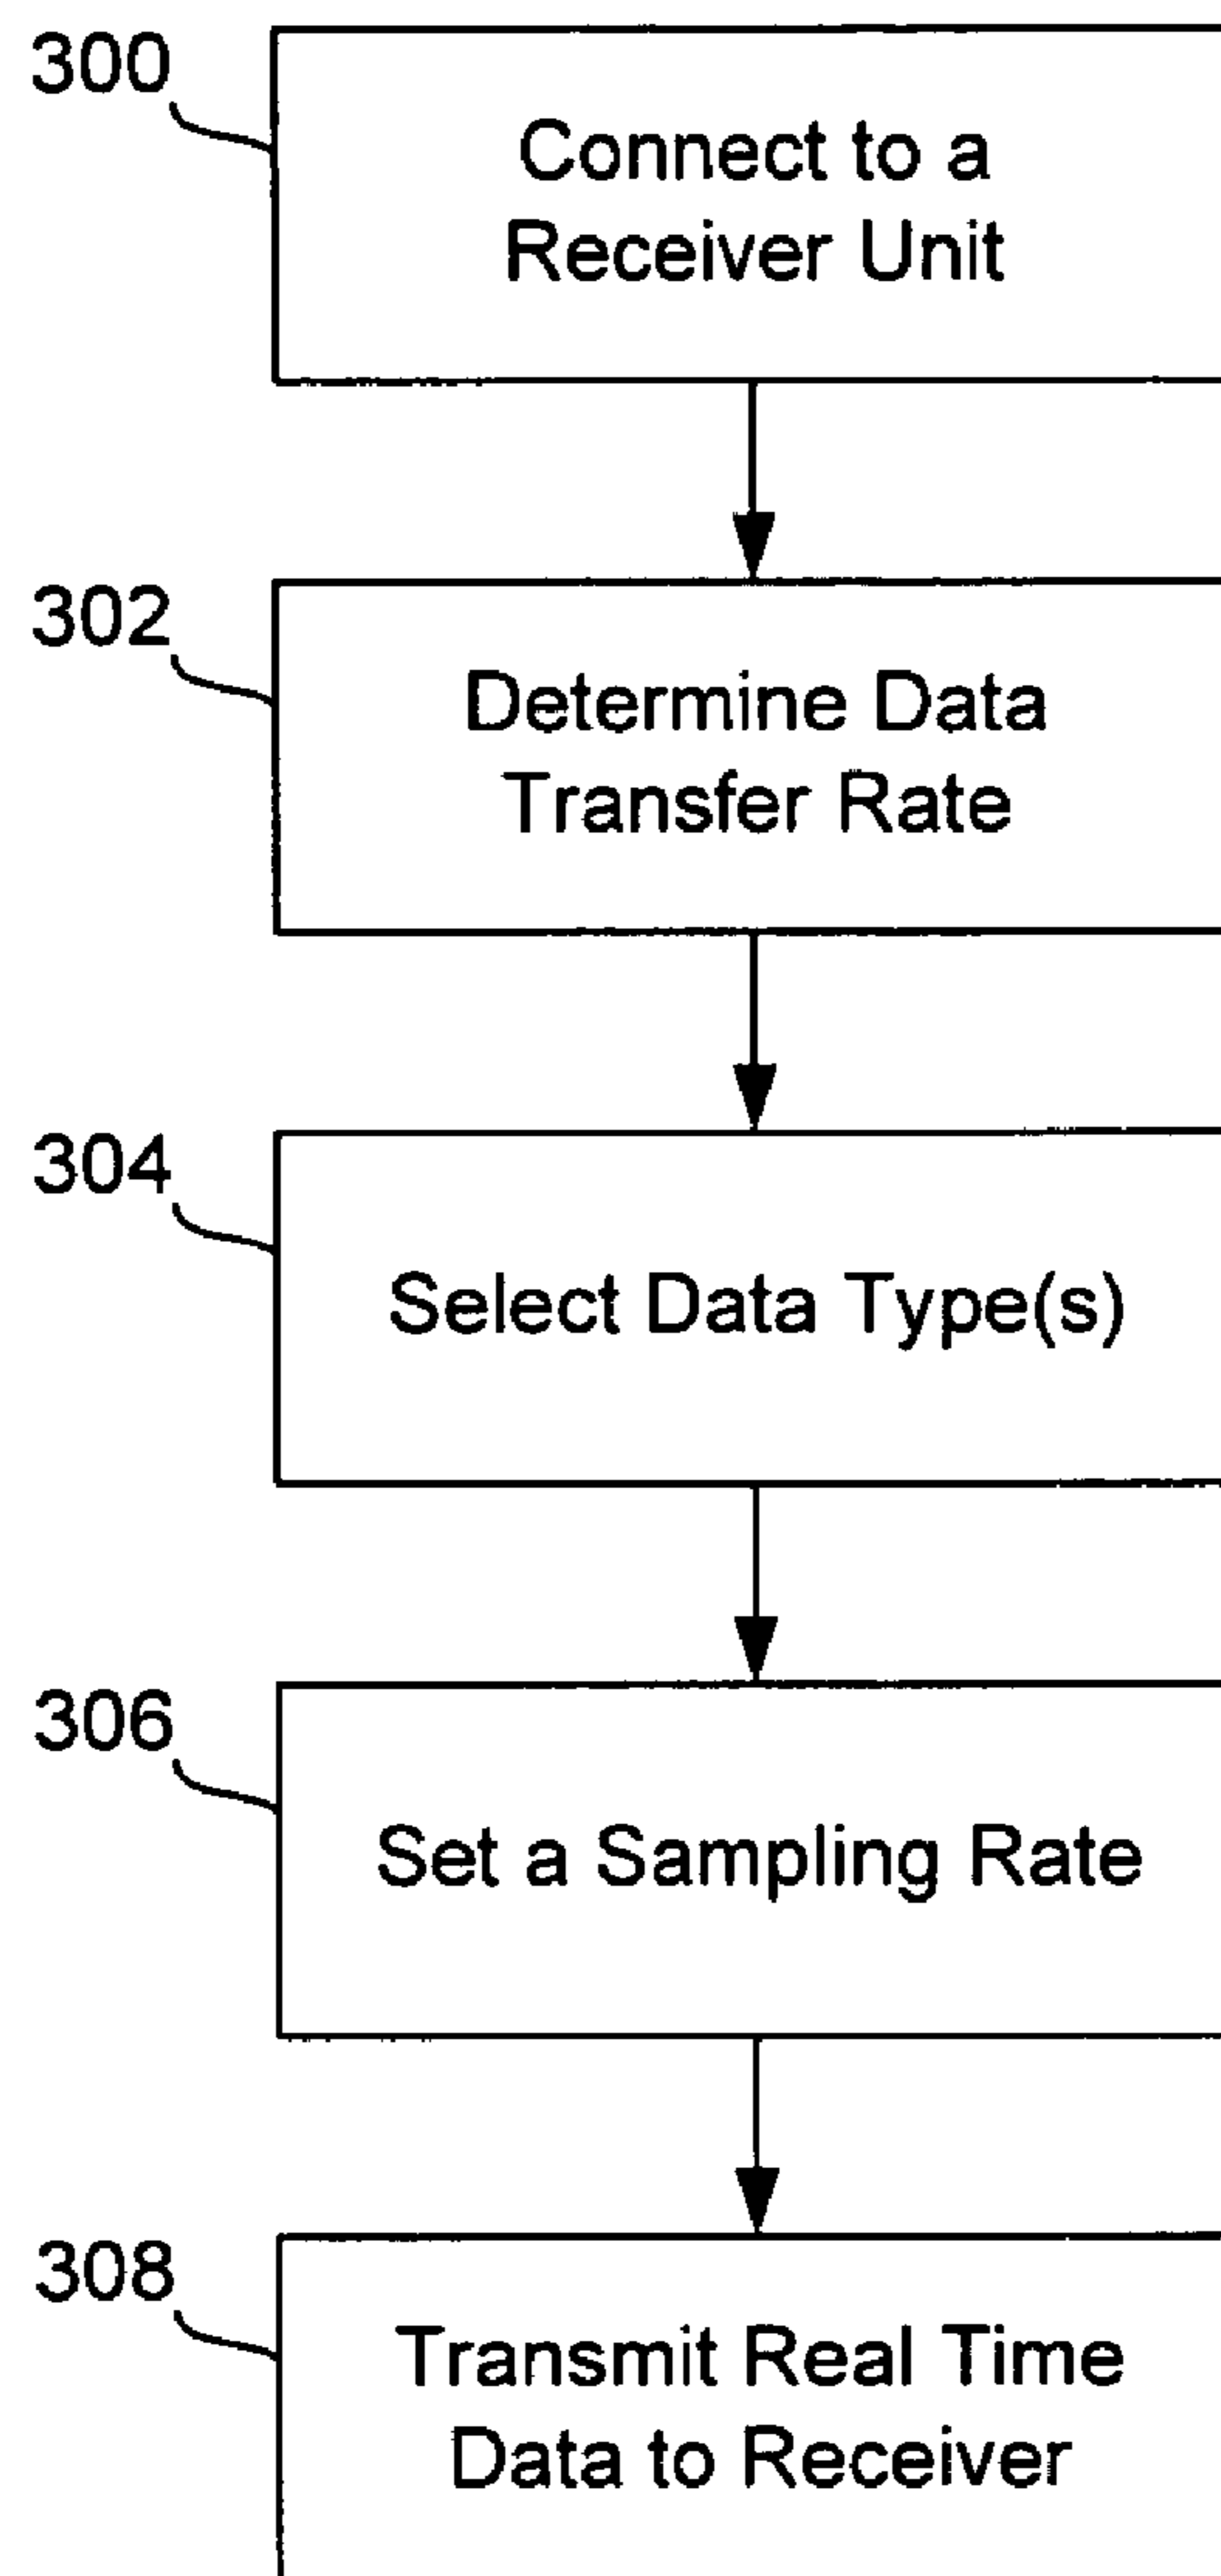 300
Connect to a
Receiver Unit
302
Determine Data
Transfer Rate
304
Select Data Type(s)
306
Set a Sampling Rate
308
Transmit Real Time
Data to Receiver